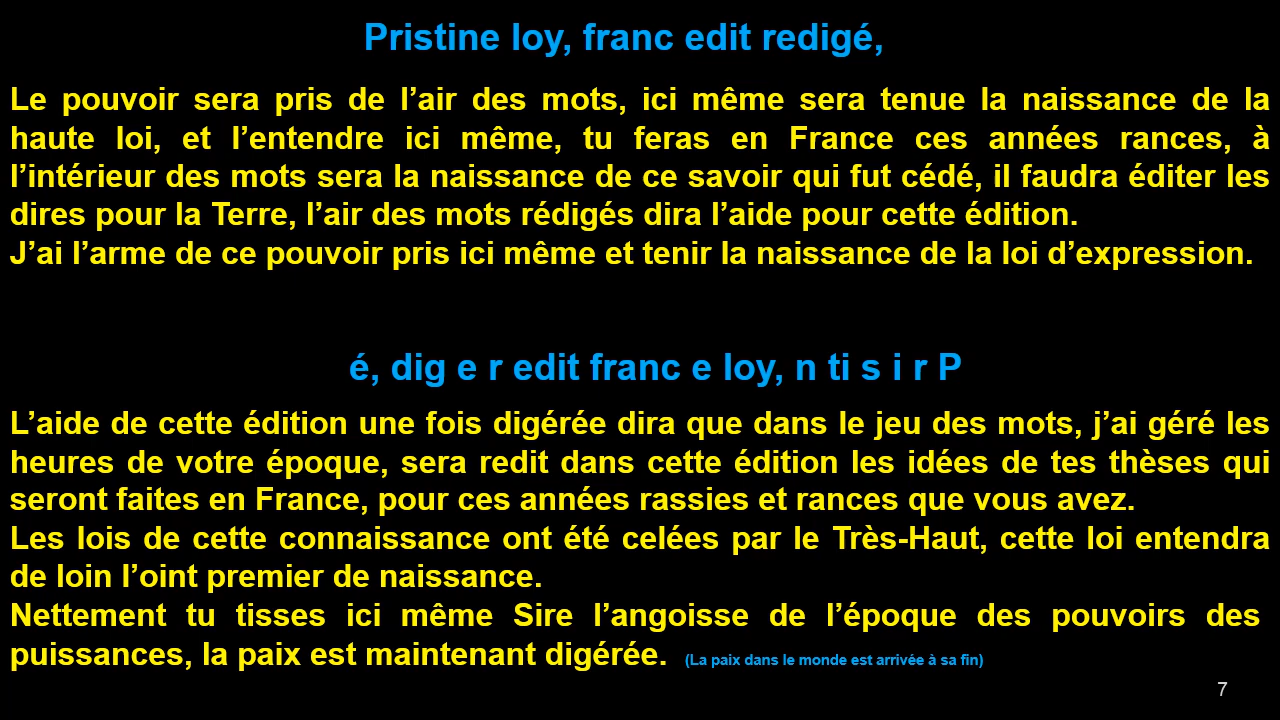 Pristine loy, franc edit redigé,
Le pouvoir sera pris de l’air des mots, ici même sera tenue la naissance de la
haute loi, et l’entendre ici même, tu feras en France ces années rances, à
l’intérieur des mots sera la naissance de ce savoir qui fut cédé, il faudra éditer les
dires pour la Terre, l’air des mots rédigés dira l’aide pour cette édition.
J’ai l’arme de ce pouvoir pris ici même et tenir la naissance de la loi d’expression.
é, dig e r edit franc e loy, n ti s i r P
L’aide de cette édition une fois digérée dira que dans le jeu des mots, j’ai géré les
heures de votre époque, sera redit dans cette édition les idées de tes thèses qui
seront faites en France, pour ces années rassies et rances que vous avez.
Les lois de cette connaissance ont été celées par le Très-Haut, cette loi entendra
de loin l’oint premier de naissance.
Nettement tu tisses ici même Sire l’angoisse de l’époque des pouvoirs des
puissances, la paix est maintenant digérée. (La paix dans le monde est arrivée à sa fin)
7